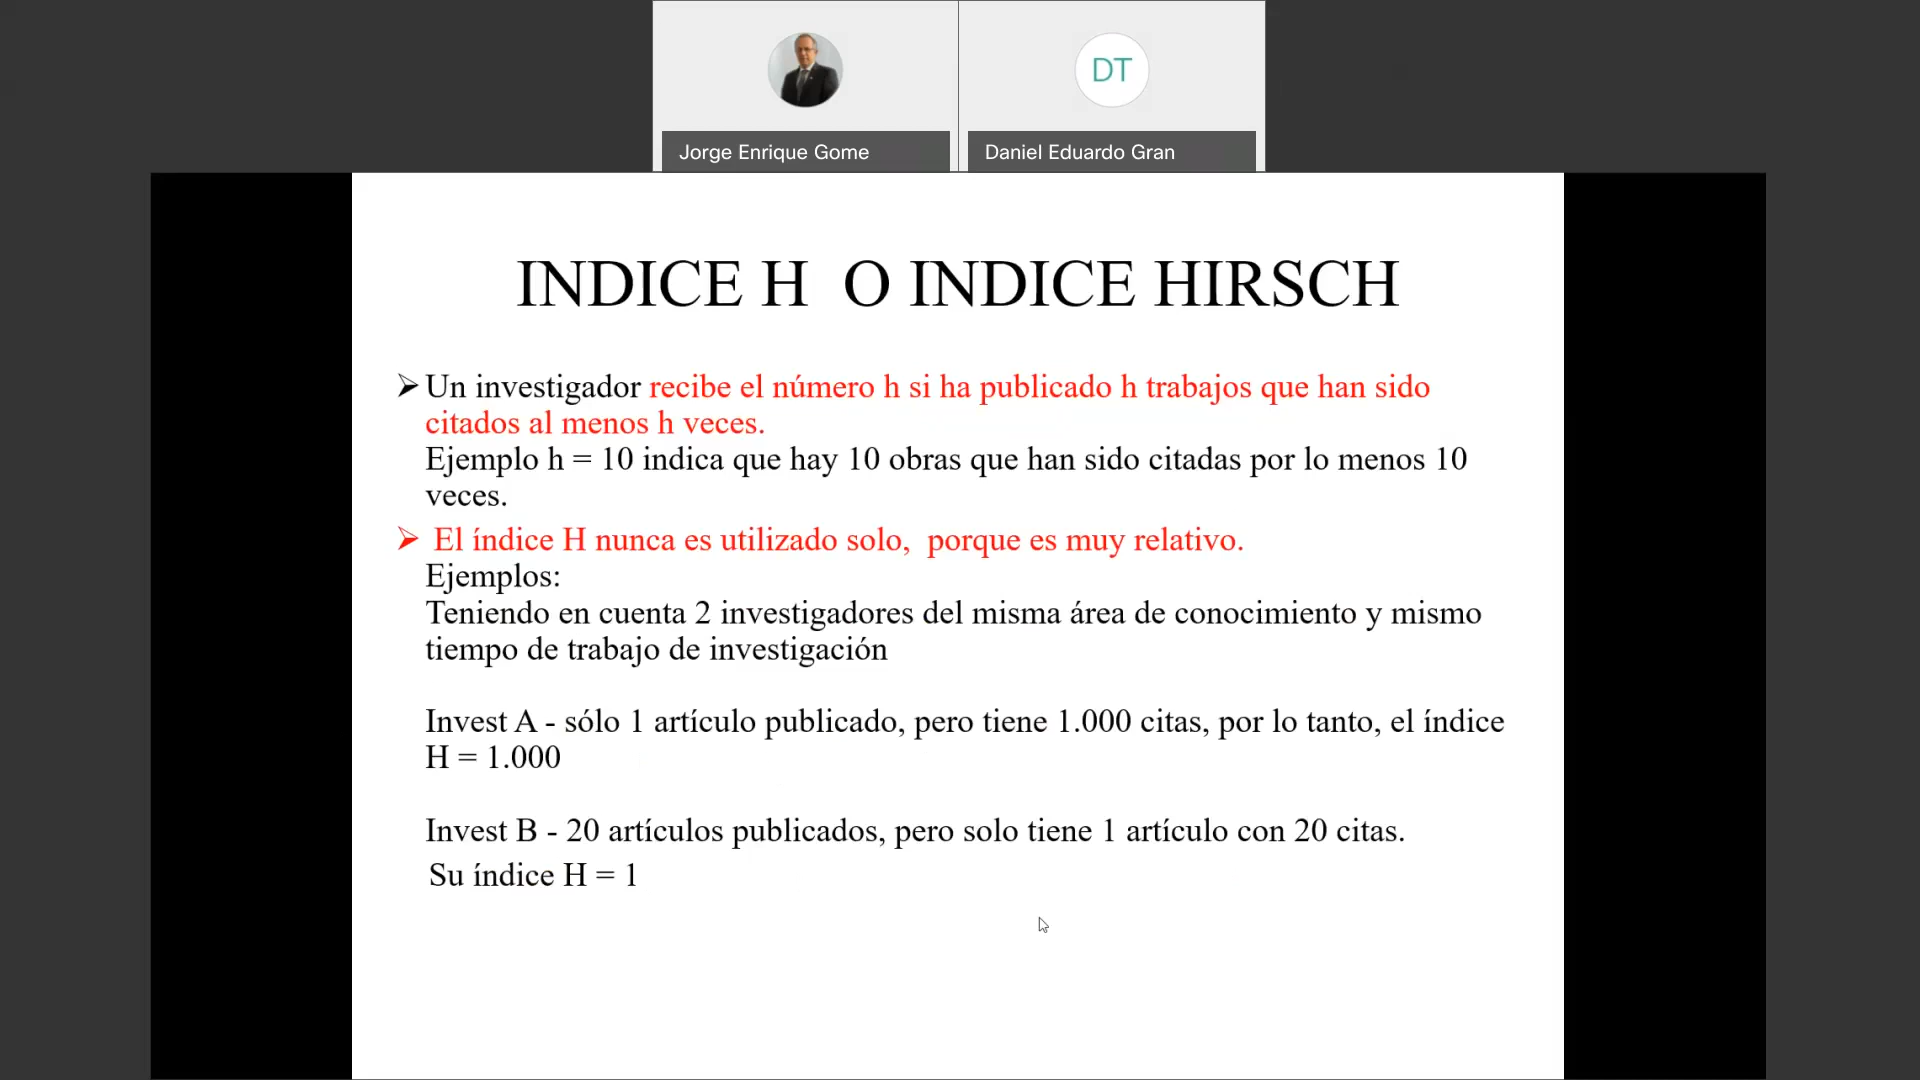 DT
Jorge Enrique Gome
Daniel Eduardo Gran
INDICE H O INDICE HIRSCH
➢Un investigador recibe el número h si ha publicado h trabajos que han sido
citados al menos h veces.
Ejemplo h = 10 indica que hay 10 obras que han sido citadas por lo menos 10
veces.
➢ El índice H nunca es utilizado solo, porque es muy relativo.
Ejemplos:
Teniendo en cuenta 2 investigadores del misma área de conocimiento y mismo
tiempo de trabajo de investigación
Invest A - sólo 1 artículo publicado, pero tiene 1.000 citas, por lo tanto, el índice
H = 1.000
Invest B - 20 artículos publicados, pero solo tiene 1 artículo con 20 citas.
Su índice H = 1